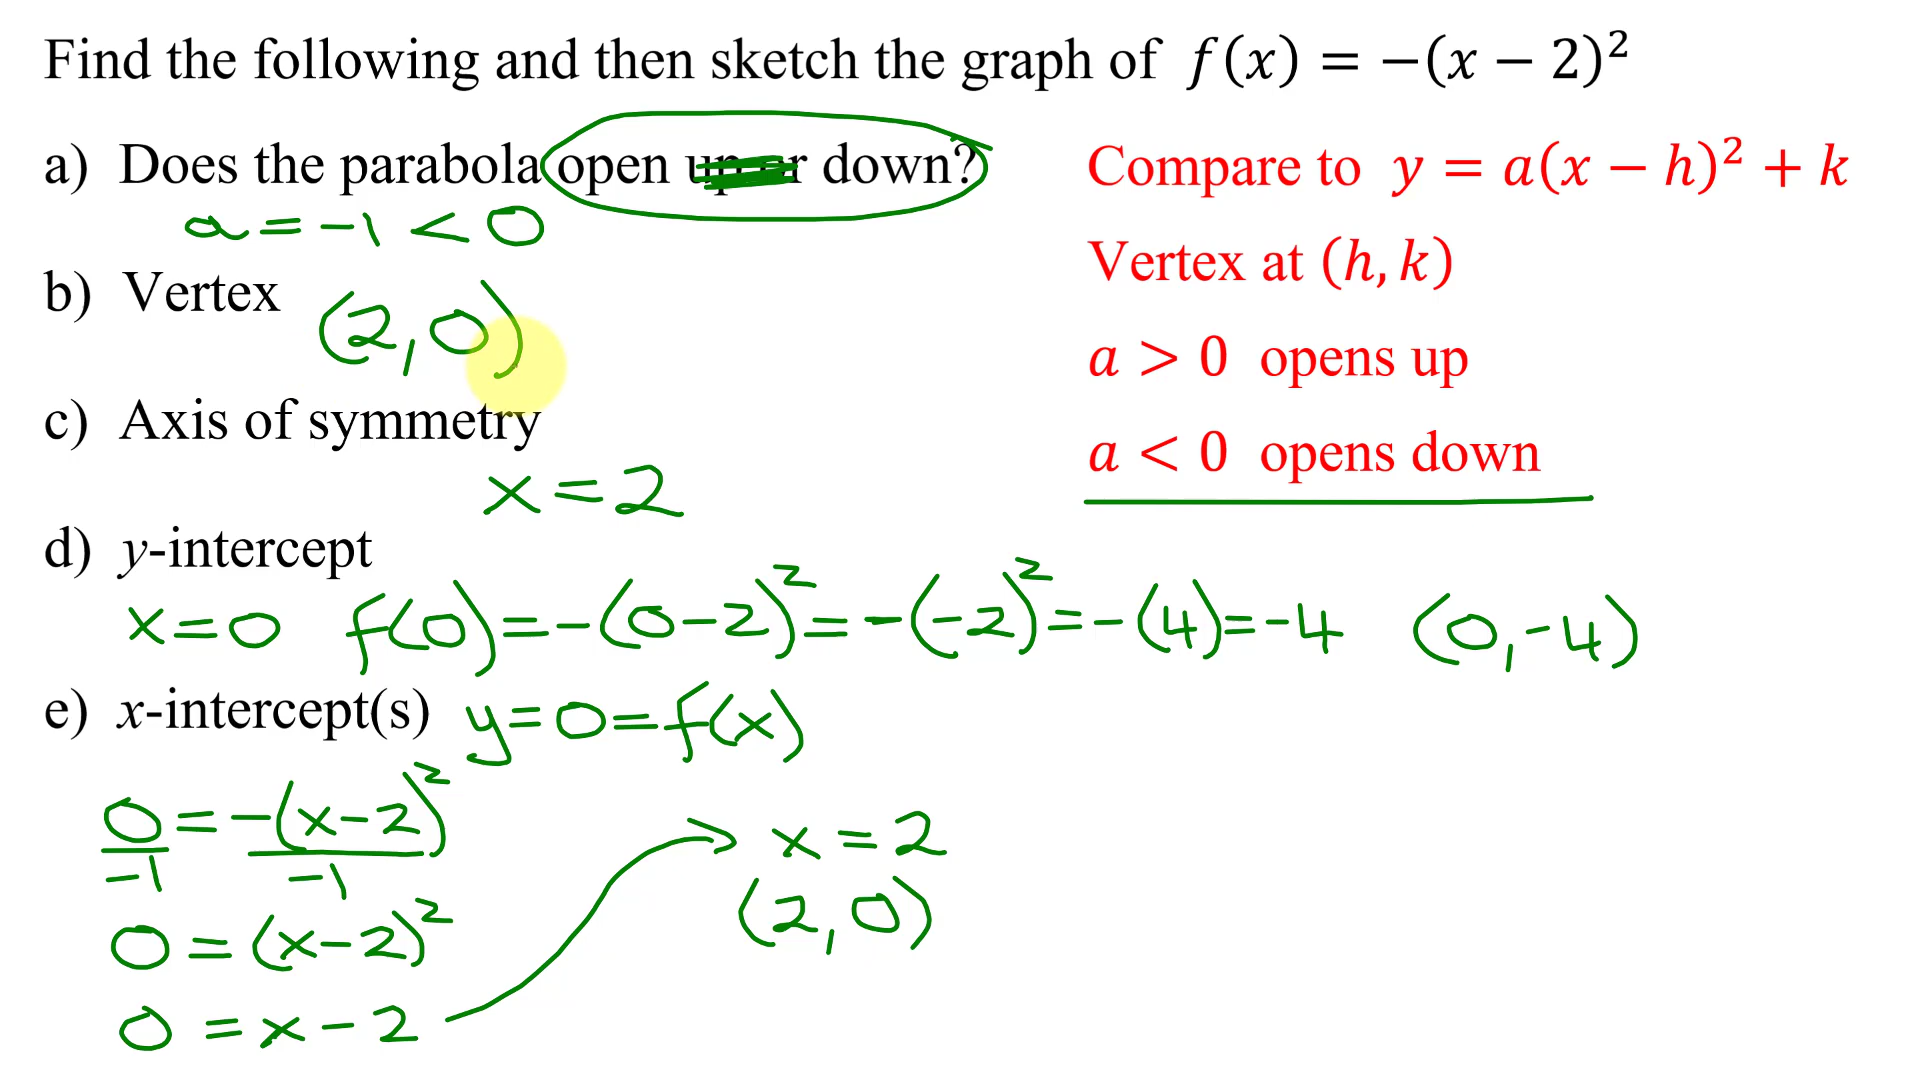 Find the following and then sketch the graph of f(x) = −(x − 2)²
a) Does the parabola open up or down?
Compare to y = a(x − h)² + k
a = −1 < 0
Vertex at (h, k)
b) Vertex (2, 0)
a > 0 opens up
c) Axis of symmetry
a < 0 opens down
x = 2
d) y-intercept
x = 0 f(0) = −(0 − 2)² = −(−2)² = −(4) = −4 (0, −4)
e) x-intercept(s) y = 0 = f(x)
0 = −(x − 2)²
−1 −1
0 = (x − 2)²
0 = x − 2
x = 2
(2, 0)